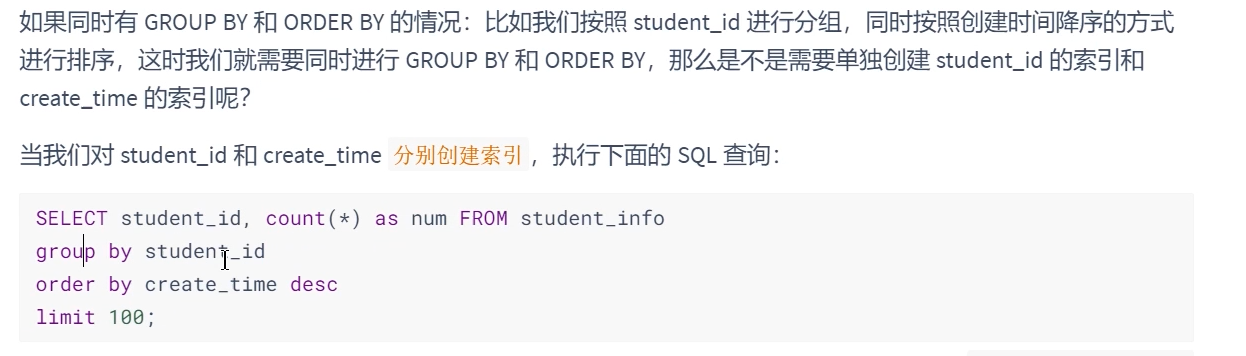 如果同时有 GROUP BY 和 ORDER BY 的情况：比如我们按照 student_id 进行分组，同时按照创建时间降序的方式
进行排序，这时我们就需要同时进行 GROUP BY 和 ORDER BY，那么是不是需要单独创建 student_id 的索引和
create_time 的索引呢？
当我们对 student_id 和 create_time 分别创建索引，执行下面的 SQL 查询：
SELECT student_id, count(*) as num FROM student_info
group by student_id
order by create_time desc
limit 100;